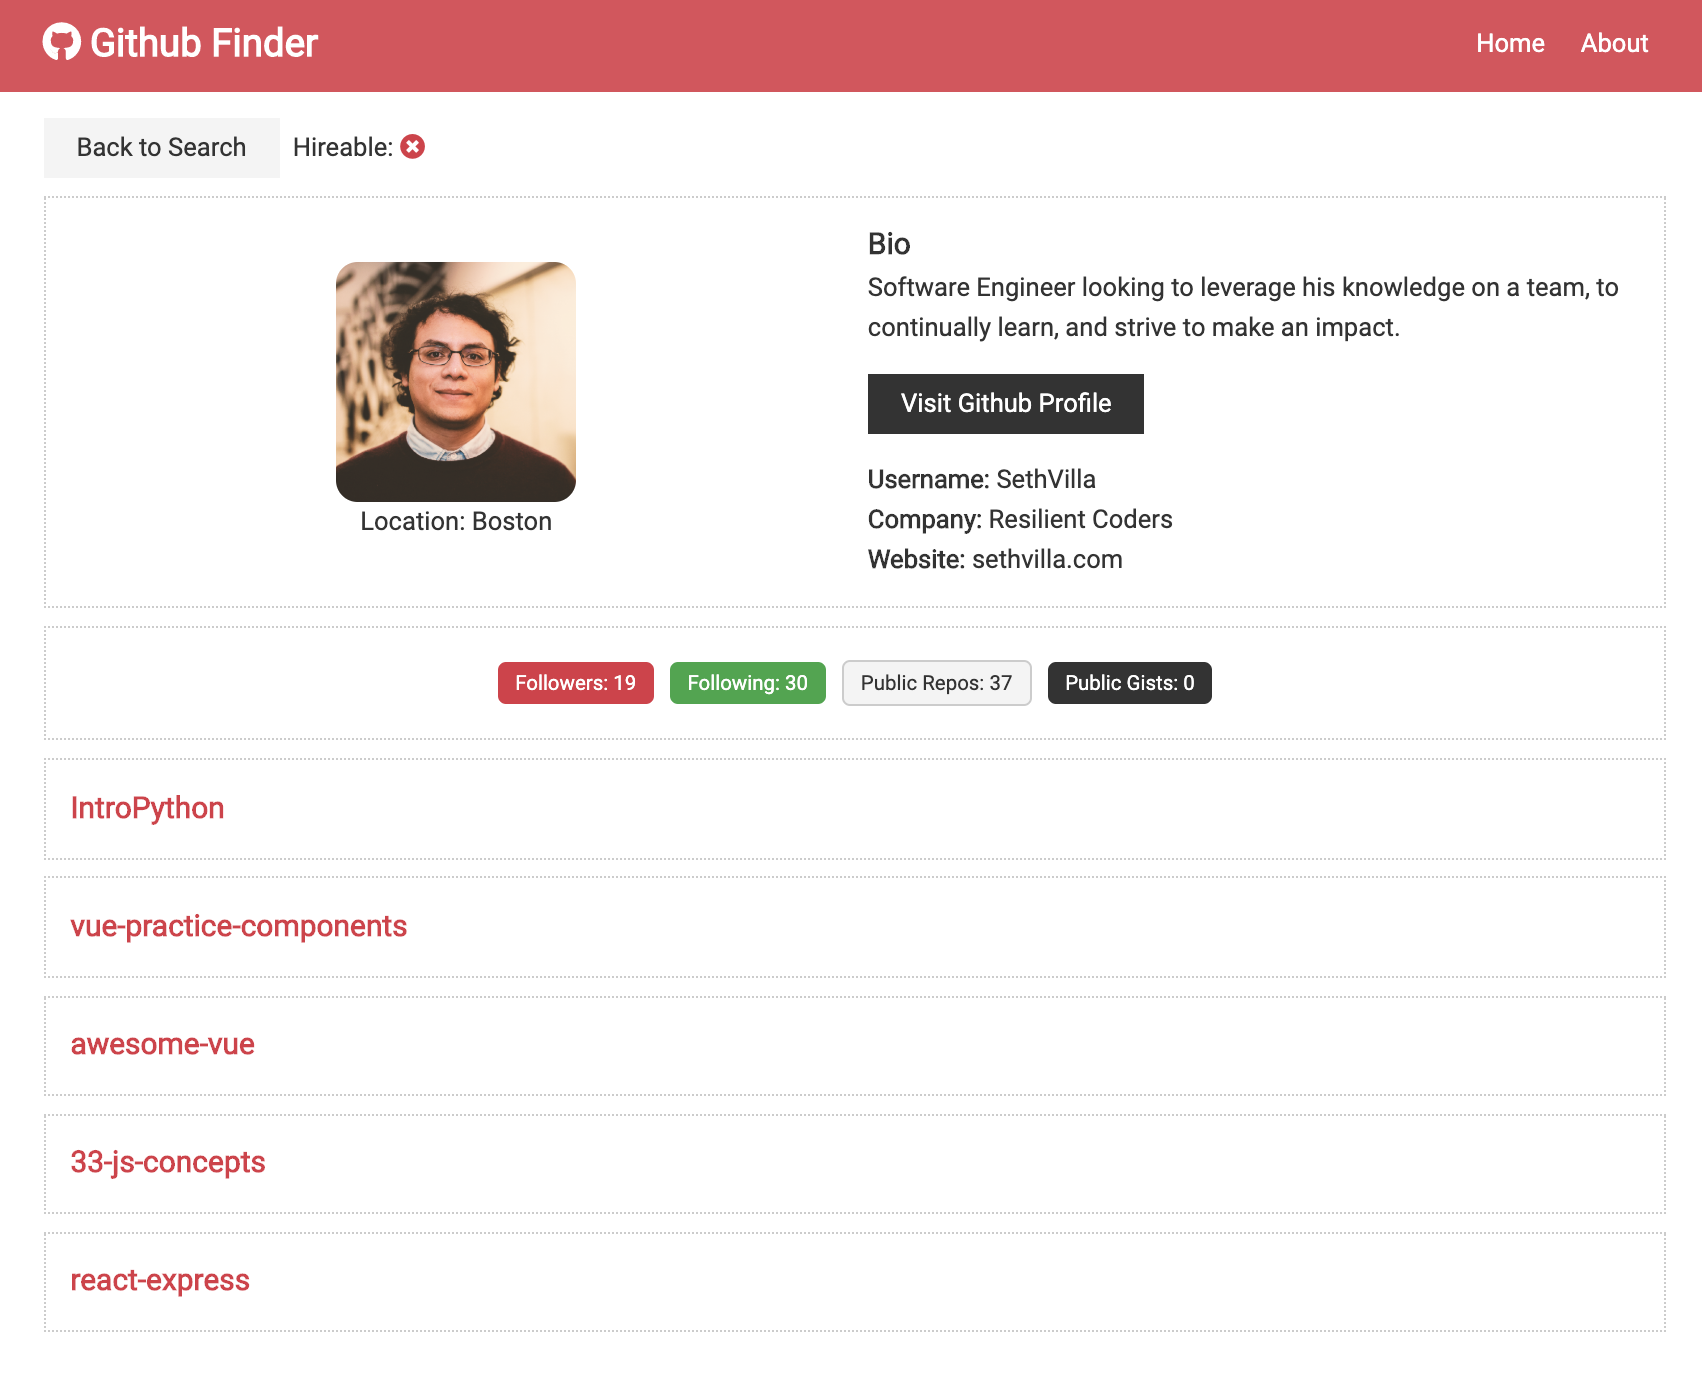 Github Finder
Home
About
Back to Search
Hireable:
Bio
Software Engineer looking to leverage his knowledge on a team, to
continually learn, and strive to make an impact.
Visit Github Profile
Location: Boston
Username: SethVilla
Company: Resilient Coders
Website: sethvilla.com
Followers: 19
Following: 30
Public Repos: 37
Public Gists: 0
IntroPython
vue-practice-components
awesome-vue
33-js-concepts
react-express